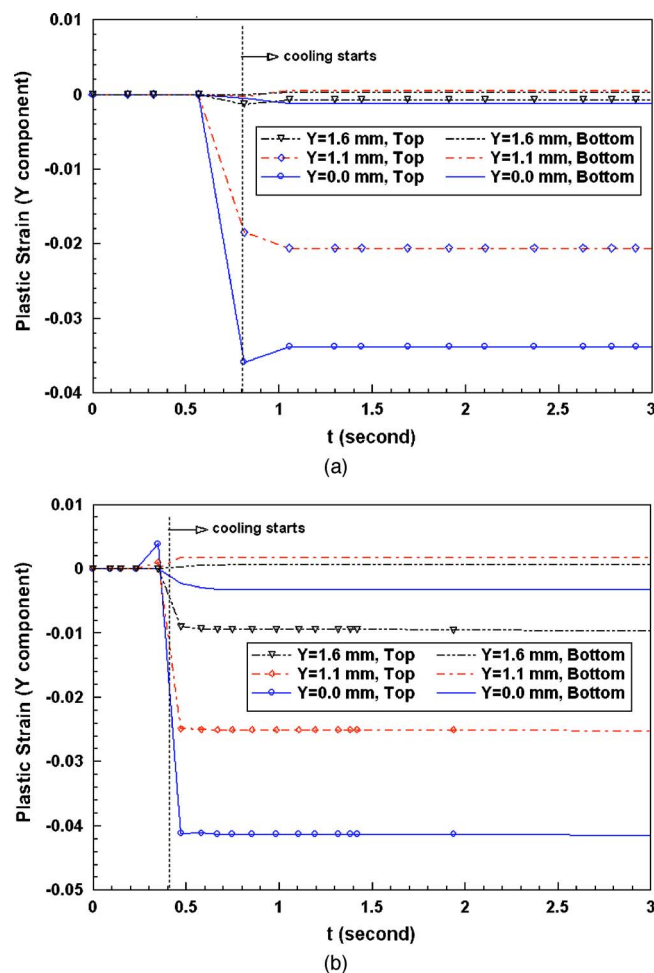 0.01
cooling starts
0
Y=1.6 mm, Top Y=1.6 mm, Bottom
Y=1.1 mm, Top Y=1.1 mm, Bottom
Y=0.0 mm, Top Y=0.0 mm, Bottom
-0.01
-0.02
-0.03
-0.04
Plastic Strain (Y component)
0 0.5 1 1.5 2 2.5 3
t (second)
(a)
0.01
cooling starts
0
-0.01
Y=1.6 mm, Top Y=1.6 mm, Bottom
Y=1.1 mm, Top Y=1.1 mm, Bottom
Y=0.0 mm, Top Y=0.0 mm, Bottom
-0.02
-0.03
-0.04
-0.05
Plastic Strain (Y component)
0 0.5 1 1.5 2 2.5 3
t (second)
(b)